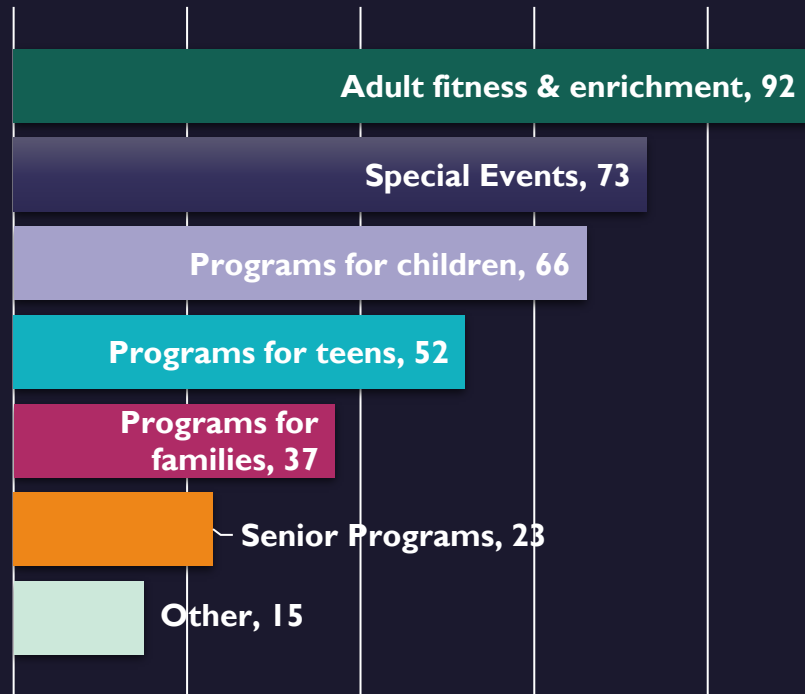 Adult fitness & enrichment, 92
Special Events, 73
Programs for children, 66
Programs for teens, 52
Programs for
families, 37
Senior Programs, 23
Other, 15